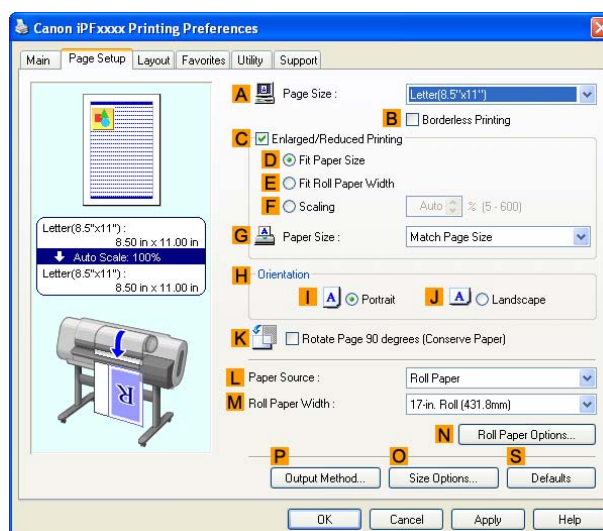 Canon iPFxxxx Printing Preferences
Main Page Setup Layout Favorites Utility Support
A Page Size : Letter(8.5"x11")
B Borderless Printing
C Enlarged/Reduced Printing
D Fit Paper Size
E Fit Roll Paper Width
F Scaling Auto % (5 - 600)
G Paper Size : Match Page Size
Letter(8.5"x11") :
8.50 in x 11.00 in
Auto Scale: 100%
Letter(8.5"x11") :
8.50 in x 11.00 in
H Orientation
I A Portrait J A Landscape
K Rotate Page 90 degrees (Conserve Paper)
R
L Paper Source : Roll Paper
M Roll Paper Width : 17-in. Roll (431.8mm)
N Roll Paper Options...
P O S
Output Method... Size Options... Defaults
OK Cancel Apply Help